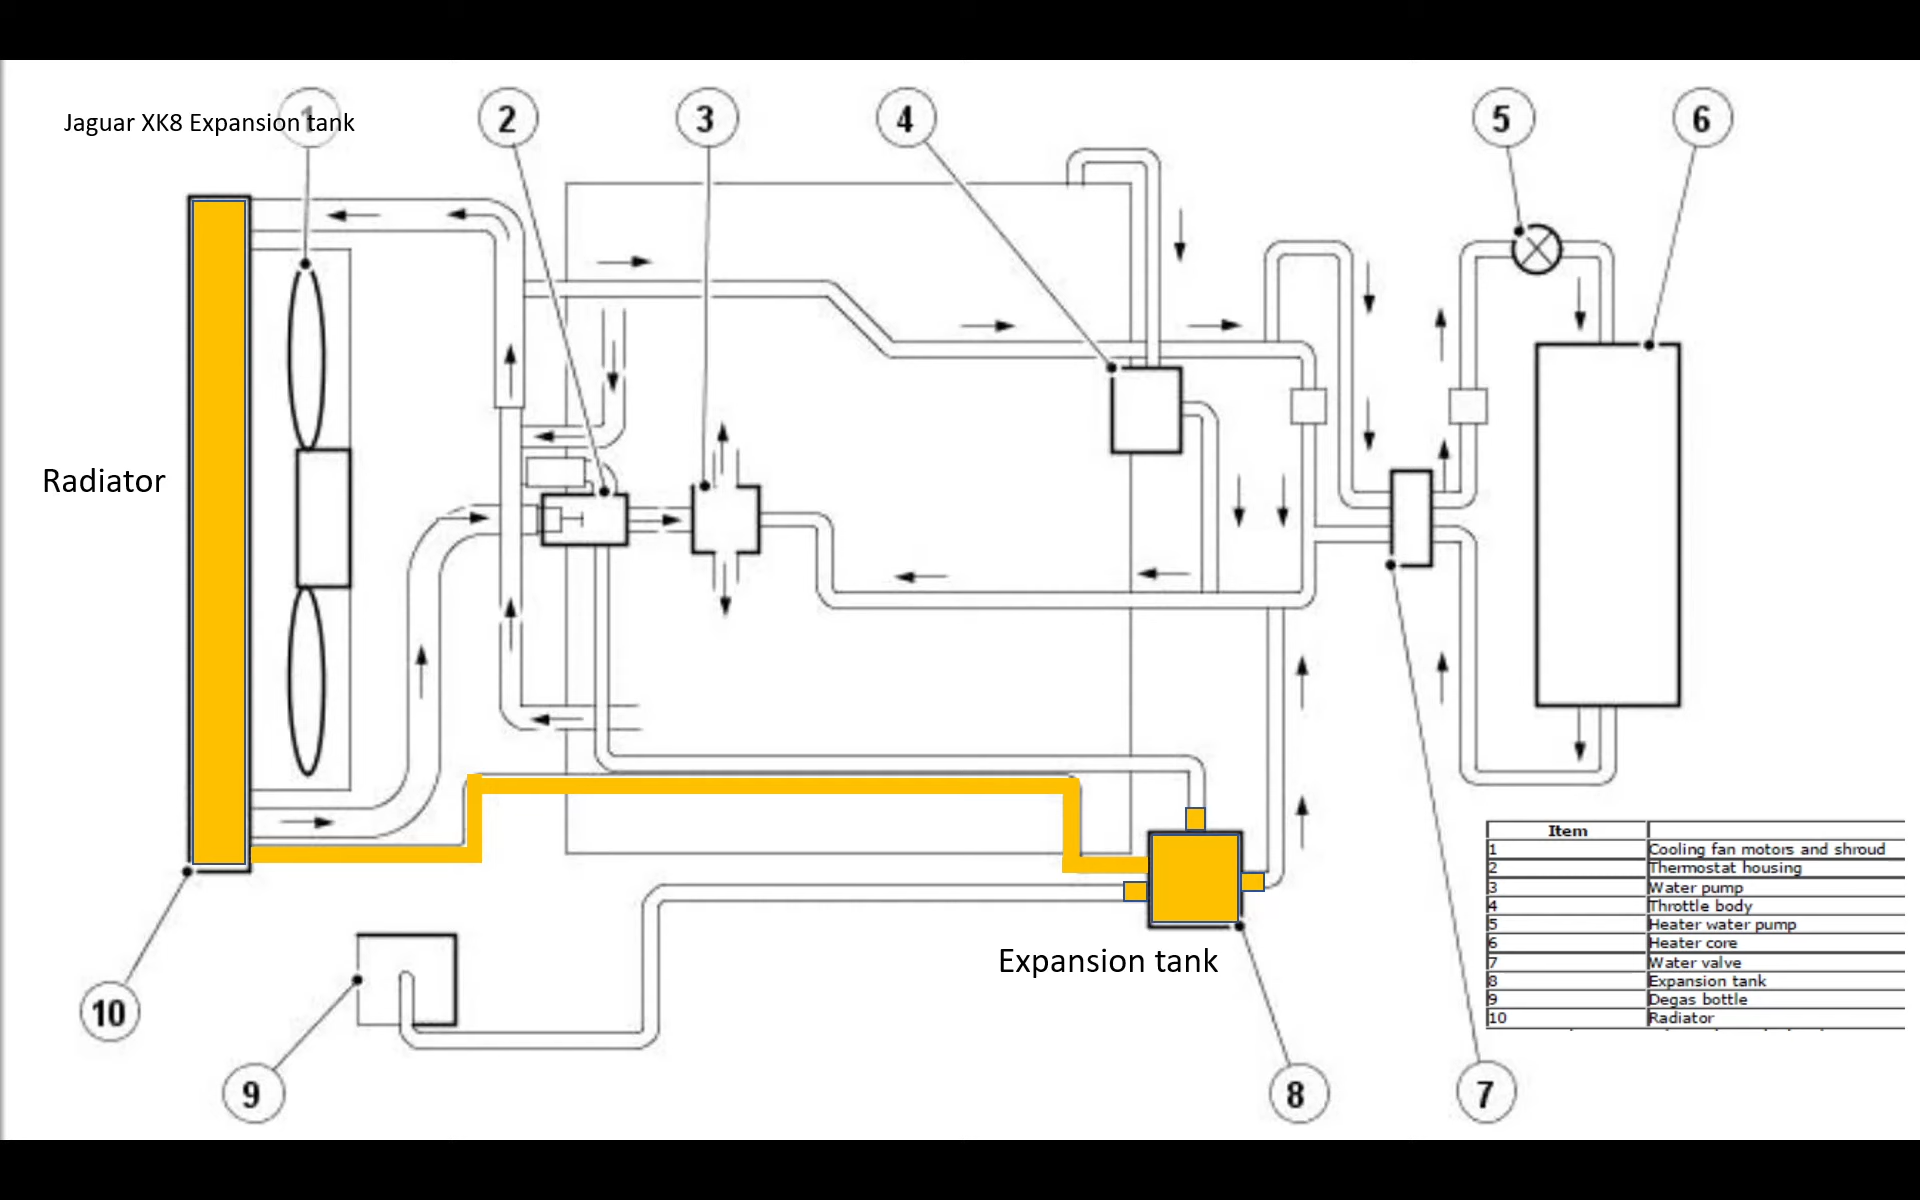 Jaguar XK8 Expansion tank
1
2
3
4
5
6
Radiator
Expansion tank
10
9
8
7
Item
1 Cooling fan motors and shroud
2 Thermostat housing
3 Water pump
4 Throttle body
5 Heater water pump
6 Heater core
7 Water valve
8 Expansion tank
9 Degas bottle
10 Radiator